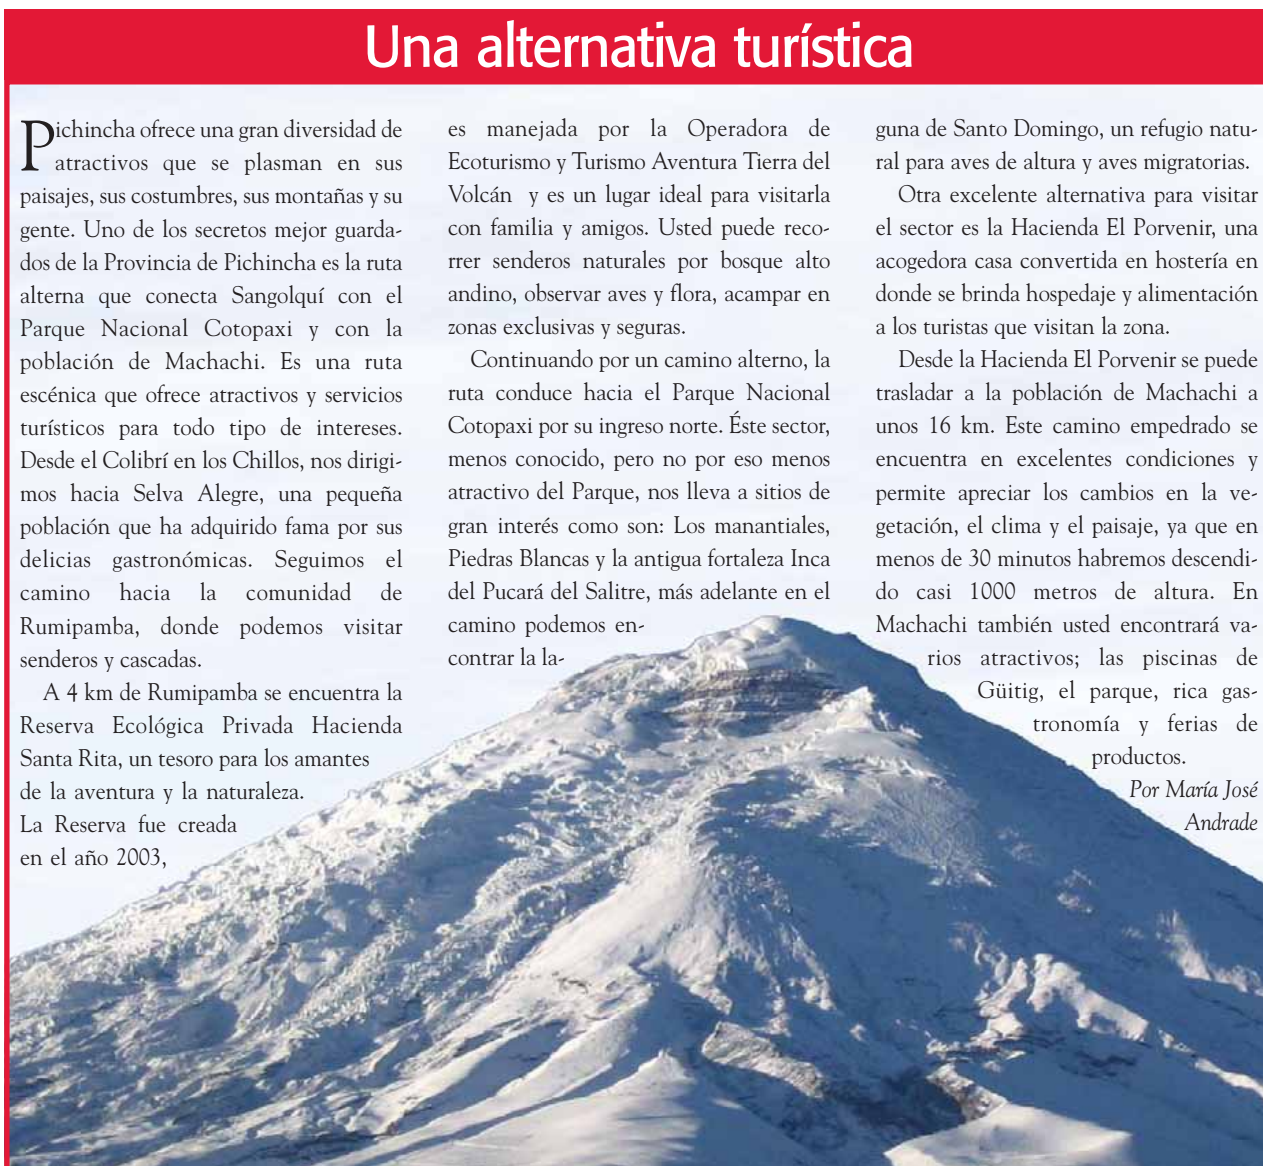 Una alternativa turística
Pichincha ofrece una gran diversidad de
atractivos que se plasman en sus
paisajes, sus costumbres, sus montañas y su
gente. Uno de los secretos mejor guarda-
dos de la Provincia de Pichincha es la ruta
alterna que conecta Sangolquí con el
Parque Nacional Cotopaxi y con la
población de Machachi. Es una ruta
escénica que ofrece atractivos y servicios
turísticos para todo tipo de intereses.
Desde el Colibrí en los Chillos, nos dirigi-
mos hacia Selva Alegre, una pequeña
población que ha adquirido fama por sus
delicias gastronómicas. Seguimos el
camino hacia la comunidad de
Rumipamba, donde podemos visitar
senderos y cascadas.
A 4 km de Rumipamba se encuentra la
Reserva Ecológica Privada Hacienda
Santa Rita, un tesoro para los amantes
de la aventura y la naturaleza.
La Reserva fue creada
en el año 2003,
es manejada por la Operadora de
Ecoturismo y Turismo Aventura Tierra del
Volcán y es un lugar ideal para visitarla
con familia y amigos. Usted puede reco-
rrer senderos naturales por bosque alto
andino, observar aves y flora, acampar en
zonas exclusivas y seguras.
Continuando por un camino alterno, la
ruta conduce hacia el Parque Nacional
Cotopaxi por su ingreso norte. Éste sector,
menos conocido, pero no por eso menos
atractivo del Parque, nos lleva a sitios de
gran interés como son: Los manantiales,
Piedras Blancas y la antigua fortaleza Inca
del Pucará del Salitre, más adelante en el
camino podemos en-
contrar la la-
guna de Santo Domingo, un refugio natu-
ral para aves de altura y aves migratorias.
Otra excelente alternativa para visitar
el sector es la Hacienda El Porvenir, una
acogedora casa convertida en hostería en
donde se brinda hospedaje y alimentación
a los turistas que visitan la zona.
Desde la Hacienda El Porvenir se puede
trasladar a la población de Machachi a
unos 16 km. Este camino empedrado se
encuentra en excelentes condiciones y
permite apreciar los cambios en la ve-
getación, el clima y el paisaje, ya que en
menos de 30 minutos habremos descendi-
do casi 1000 metros de altura. En
Machachi también usted encontrará va-
rios atractivos; las piscinas de
Güitig, el parque, rica gas-
tronomía y ferias de
productos.
Por María José
Andrade